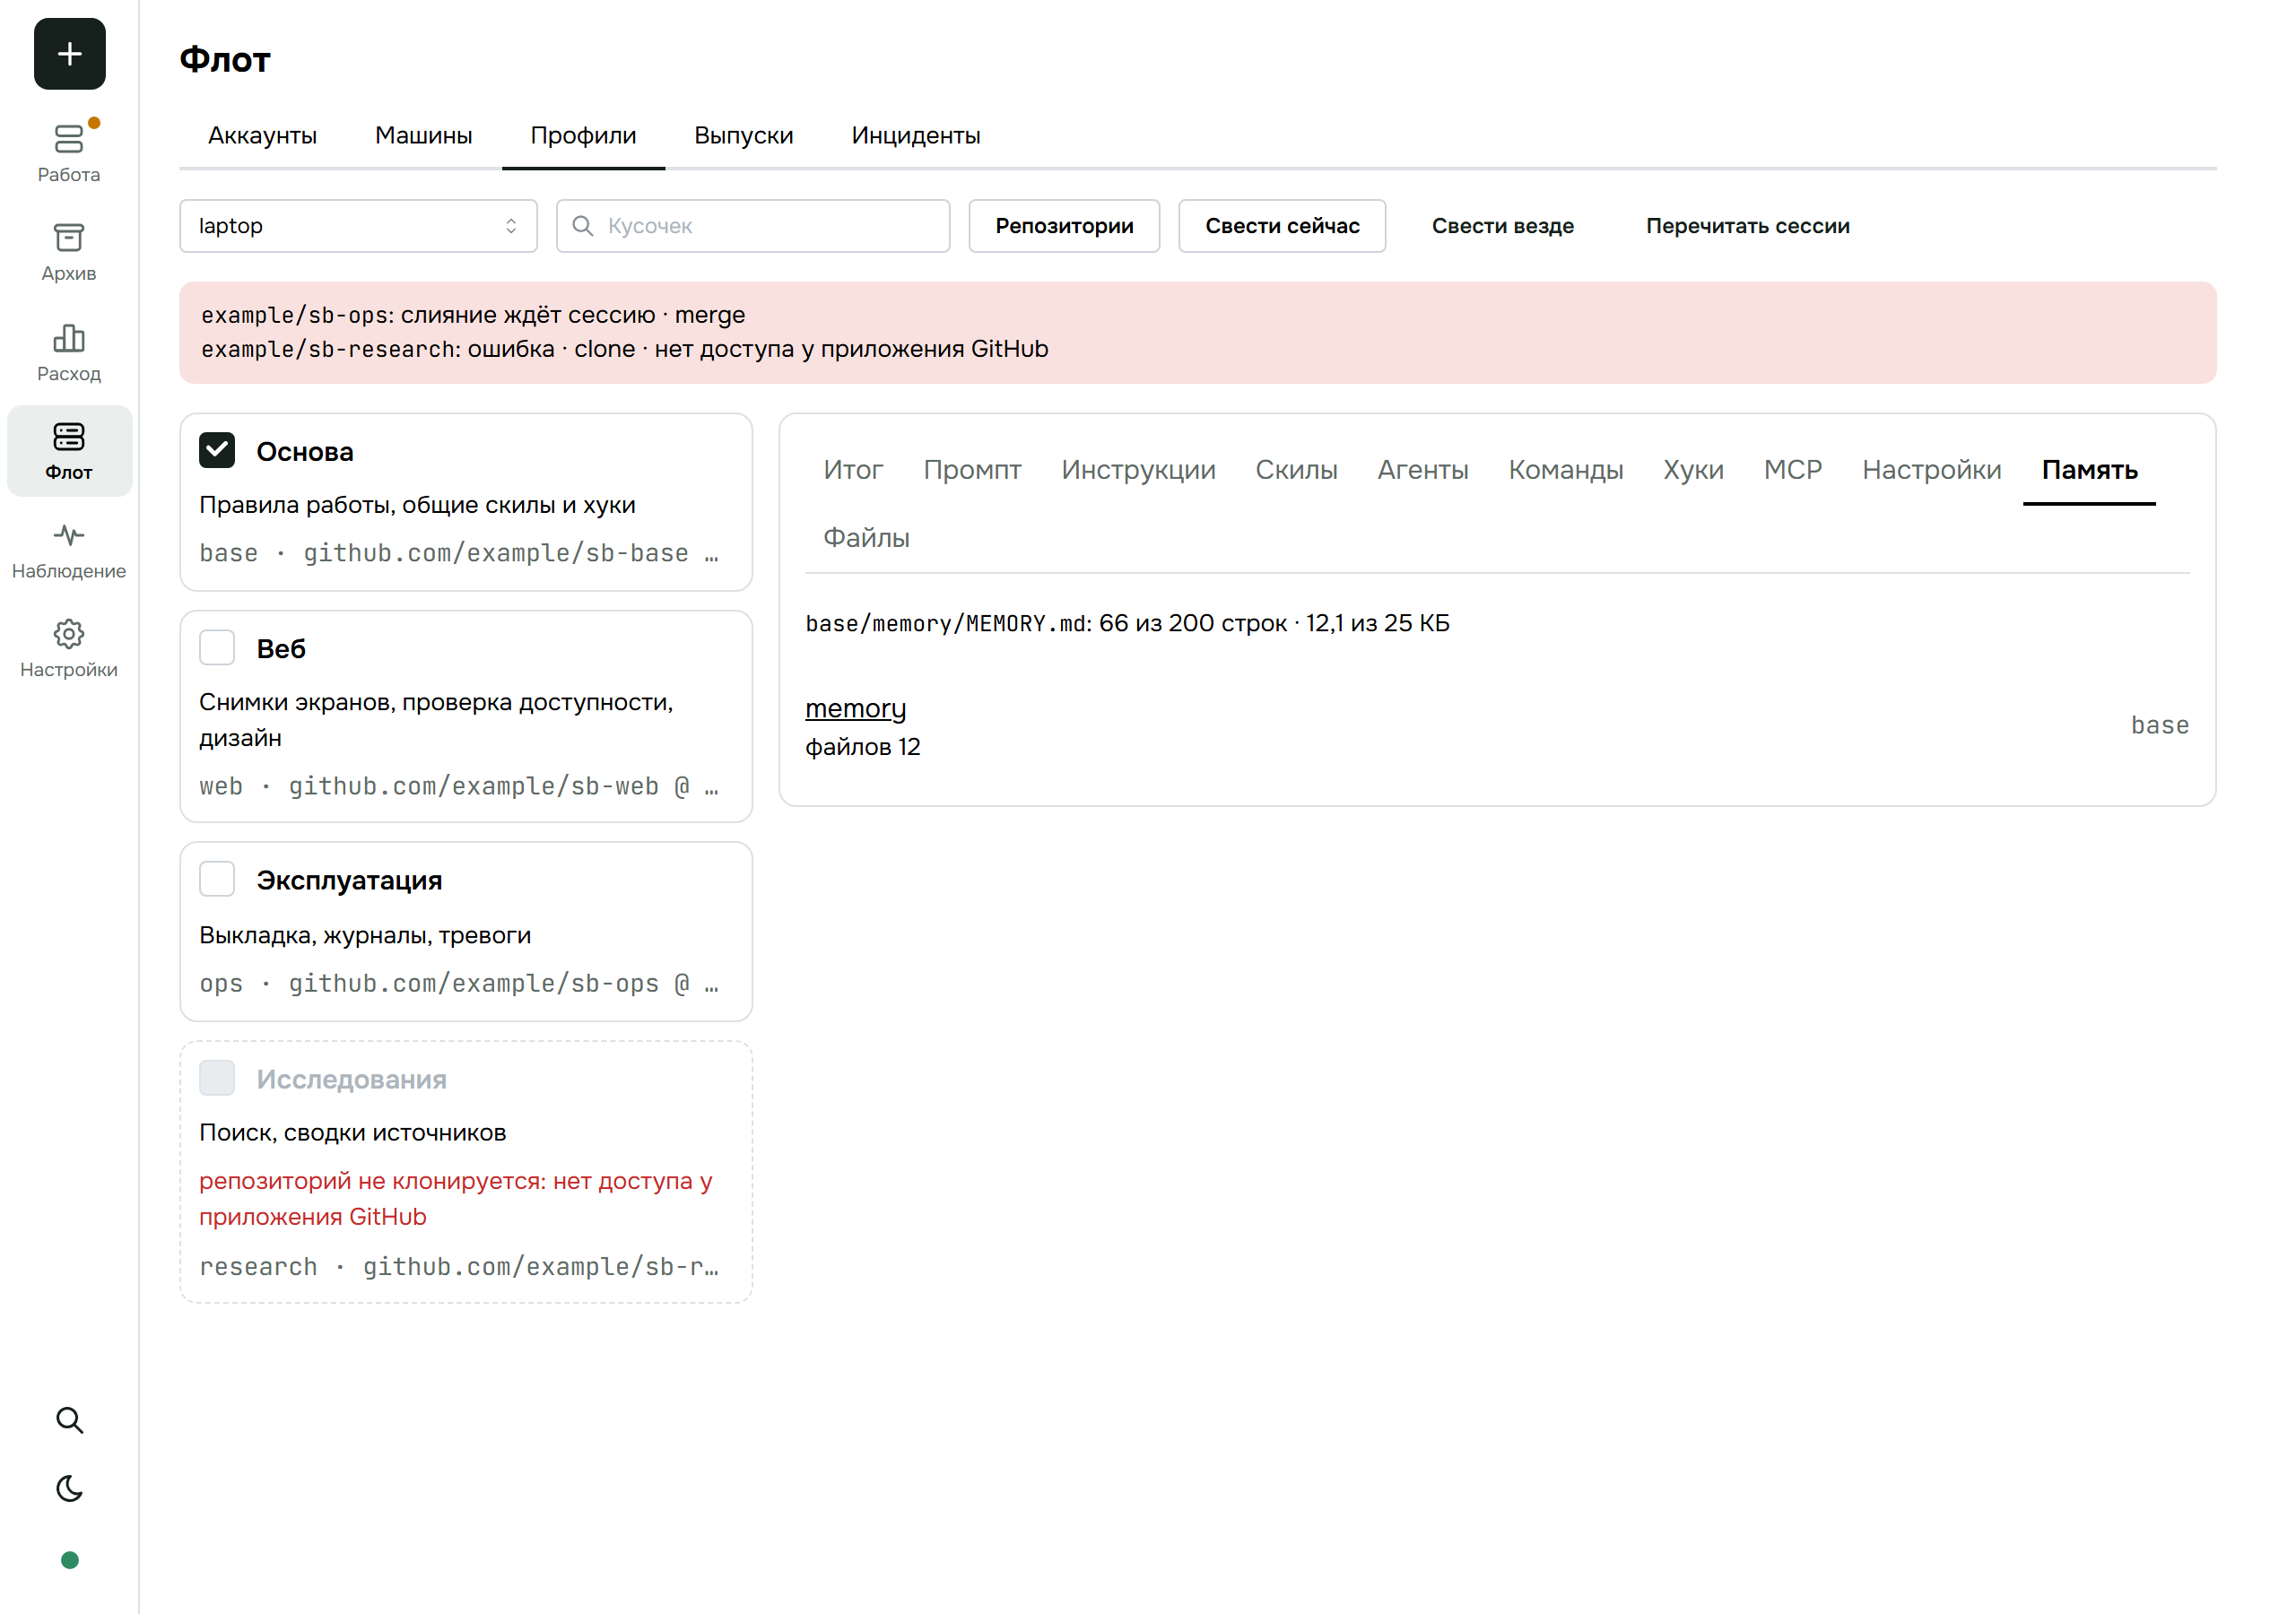 Флот
Работа
Архив
Расход
Флот
Наблюдение
Настройки
Аккаунты
Машины
Профили
Выпуски
Инциденты
laptop
Кусочек
Репозитории
Свести сейчас
Свести везде
Перечитать сессии
example/sb-ops: слияние ждёт сессию · merge
example/sb-research: ошибка · clone · нет доступа у приложения GitHub
Основа
Правила работы, общие скилы и хуки
base · github.com/example/sb-base …
Веб
Снимки экранов, проверка доступности,
дизайн
web · github.com/example/sb-web @ …
Эксплуатация
Выкладка, журналы, тревоги
ops · github.com/example/sb-ops @ …
Исследования
Поиск, сводки источников
репозиторий не клонируется: нет доступа у
приложения GitHub
research · github.com/example/sb-r…
Итог
Промпт
Инструкции
Скилы
Агенты
Команды
Хуки
MCP
Настройки
Память
Файлы
base/memory/MEMORY.md: 66 из 200 строк · 12,1 из 25 КБ
memory
файлов 12
base